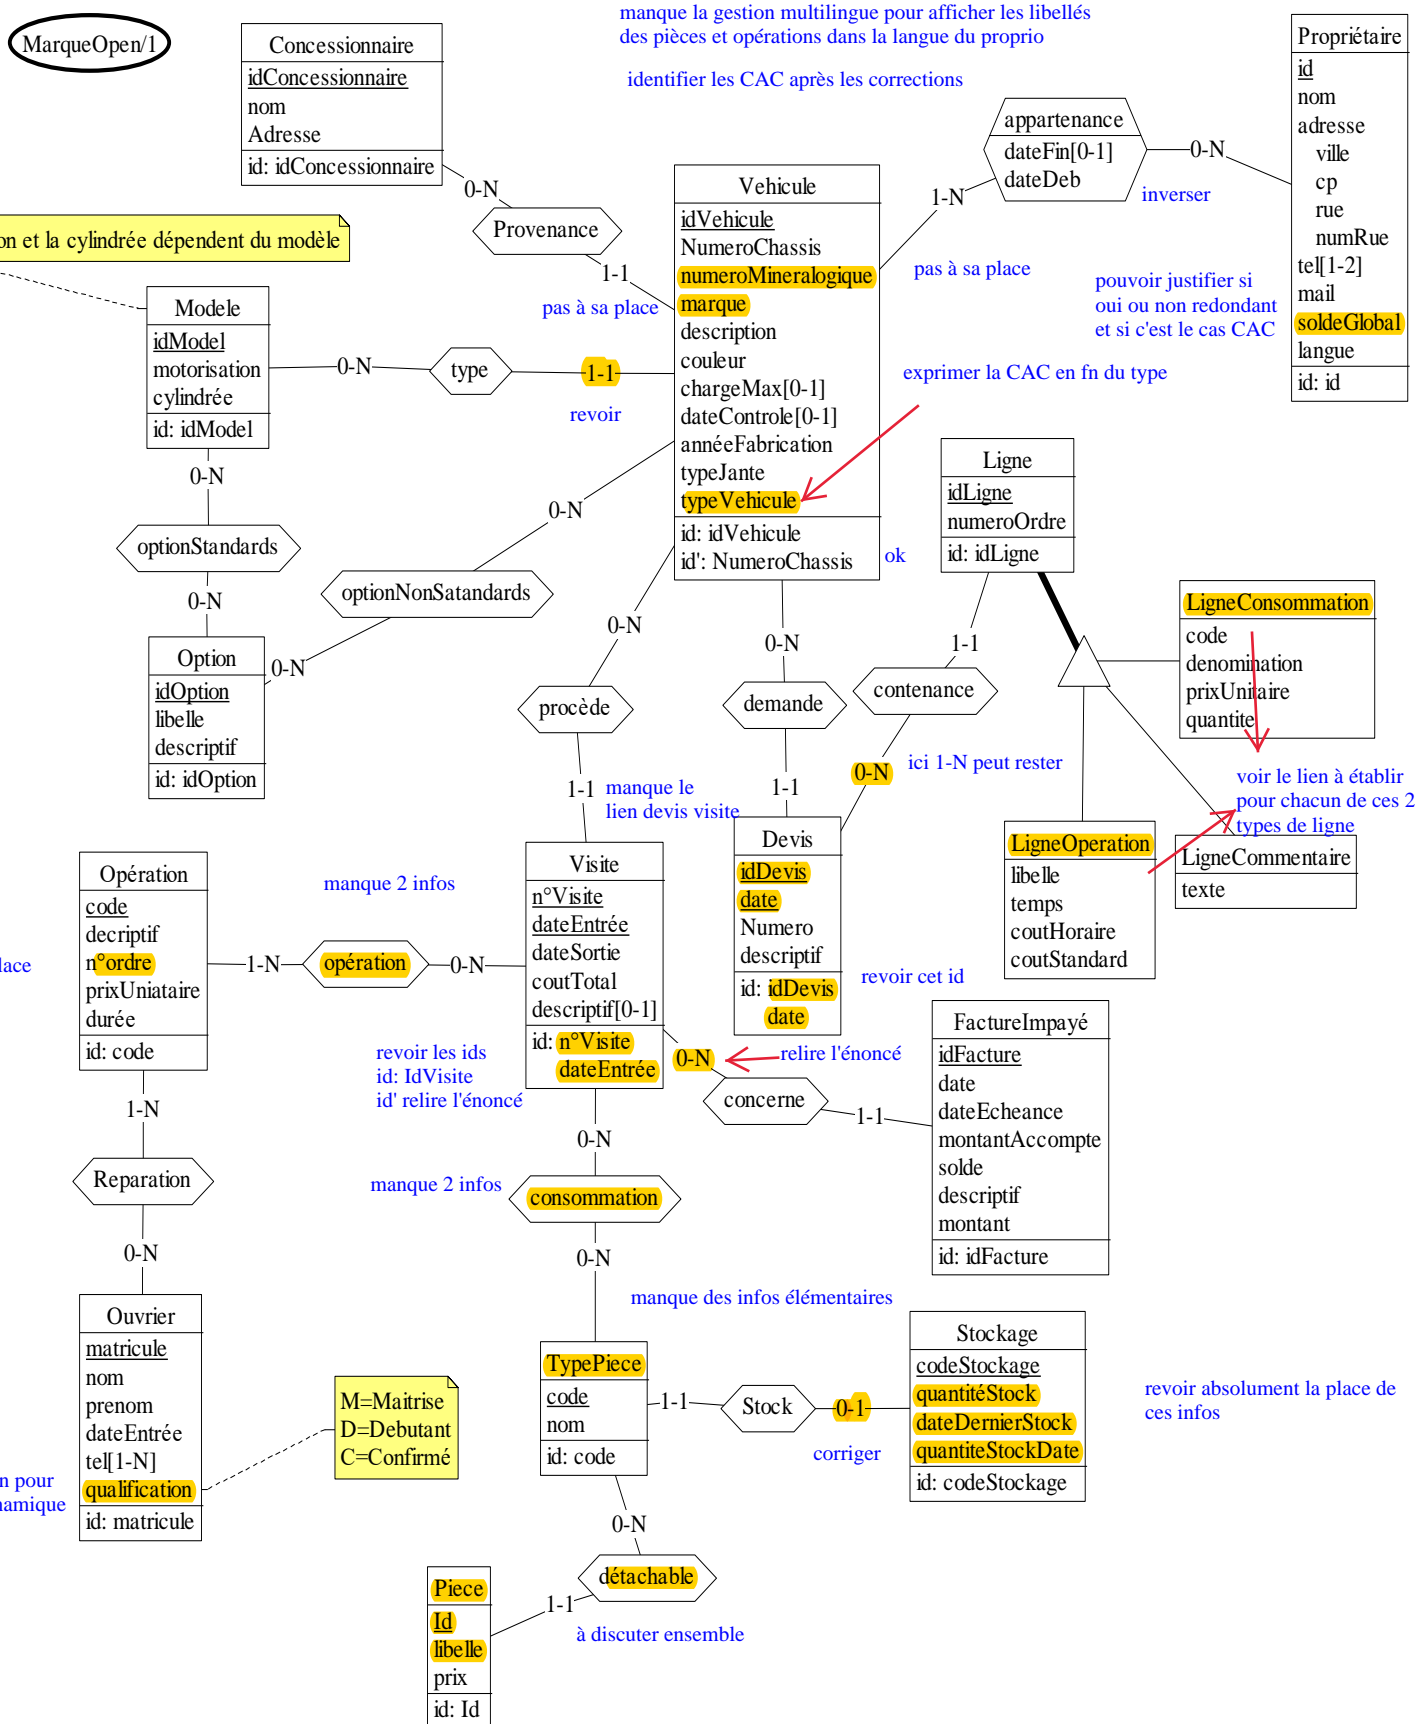 MarqueOpen/1
manque la gestion multilingue pour afficher les libellés
des pièces et opérations dans la langue du proprio
identifier les CAC après les corrections
Concessionnaire
idConcessionnaire
nom
Adresse
id: idConcessionnaire
0-N
Provenance
1-1
pas à sa place
on et la cylindrée dépendent du modèle
Propriétaire
id
nom
adresse
ville
cp
rue
numRue
tel[1-2]
mail
soldeGlobal
langue
id: id
appartenance
dateFin[0-1]
dateDeb
0-N
inverser
1-N
pas à sa place
pouvoir justifier si
oui ou non redondant
et si c'est le cas CAC
exprimer la CAC en fn du type
Vehicule
idVehicule
NumeroChassis
numeroMineralogique
marque
description
couleur
chargeMax[0-1]
dateControle[0-1]
annéeFabrication
typeJante
typeVehicule
id: idVehicule
id': NumeroChassis
ok
Modele
idModel
motorisation
cylindrée
id: idModel
0-N
type
1-1
revoir
0-N
optionStandards
0-N
0-N
optionNonSatandards
0-N
Option
idOption
libelle
descriptif
id: idOption
Ligne
idLigne
numeroOrdre
id: idLigne
1-1
contenance
0-N
ici 1-N peut rester
LigneConsommation
code
denomination
prixUnitaire
quantite
voir le lien à établir
pour chacun de ces 2
types de ligne
LigneOperation
libelle
temps
coutHoraire
coutStandard
LigneCommentaire
texte
0-N
procède
1-1
manque le
lien devis visite
0-N
demande
1-1
Devis
idDevis
date
Numero
descriptif
id: idDevis
date
revoir cet id
Visite
n°Visite
dateEntrée
dateSortie
coutTotal
descriptif[0-1]
id: n°Visite
dateEntrée
revoir les ids
id: IdVisite
id' relire l'énoncé
manque 2 infos
Opération
code
decriptif
n°ordre
prixUniataire
durée
id: code
lace
1-N
opération
0-N
0-N
relire l'énoncé
concerne
1-1
FactureImpayé
idFacture
date
dateEcheance
montantAccompte
solde
descriptif
montant
id: idFacture
1-N
Reparation
0-N
0-N
manque 2 infos
consommation
0-N
Ouvrier
matricule
nom
prenom
dateEntrée
tel[1-N]
qualification
id: matricule
n pour
namique
M=Maitrise
D=Debutant
C=Confirmé
manque des infos élémentaires
TypePiece
code
nom
id: code
1-1
Stock
0-1
corriger
Stockage
codeStockage
quantitéStock
dateDernierStock
quantiteStockDate
id: codeStockage
revoir absolument la place de
ces infos
0-N
détachable
1-1
à discuter ensemble
Piece
Id
libelle
prix
id: Id